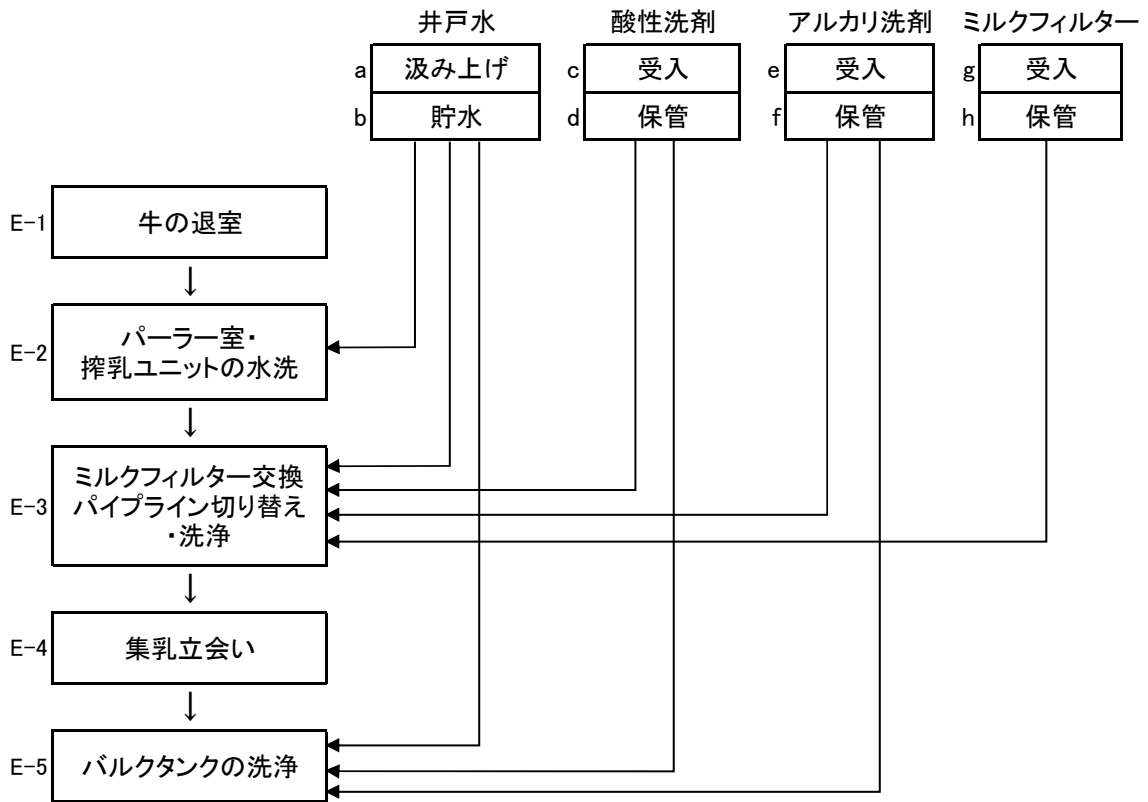 井戸水 酸性洗剤 アルカリ洗剤 ミルクフィルター
a 汲み上げ c 受入 e 受入 g 受入
b 貯水 d 保管 f 保管 h 保管
E-1 牛の退室
↓
パーラー室・
E-2
搾乳ユニットの水洗
↓
ミルクフィルター交換
E-3 パイプライン切り替え
・洗浄
↓
E-4 集乳立会い
↓
E-5 バルクタンクの洗浄